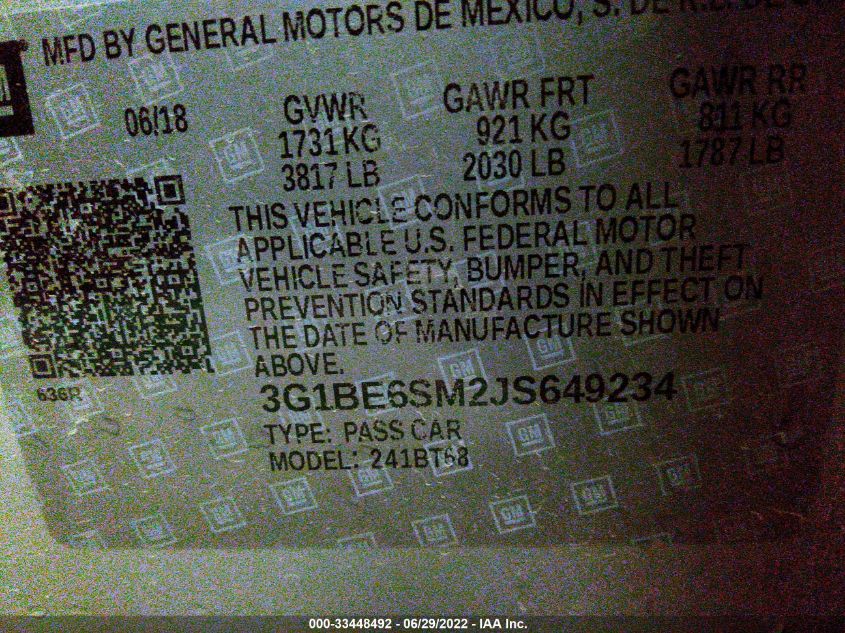 MFD BY GENERAL MOTORS DE MEXICO, S. DE R.L. DE
06/18 GVWR GAWR FRT GAWR RR
1731 KG 921 KG 811 KG
3817 LB 2030 LB 1787 LB
THIS VEHICLE CONFORMS TO ALL
APPLICABLE U.S. FEDERAL MOTOR
VEHICLE SAFETY, BUMPER, AND THEFT
PREVENTION STANDARDS IN EFFECT ON
THE DATE OF MANUFACTURE SHOWN
ABOVE.
636R
3G1BE6SM2JS649234
TYPE: PASS CAR
MODEL: 241BT68
000-33448492 - 06/29/2022 - IAA Inc.